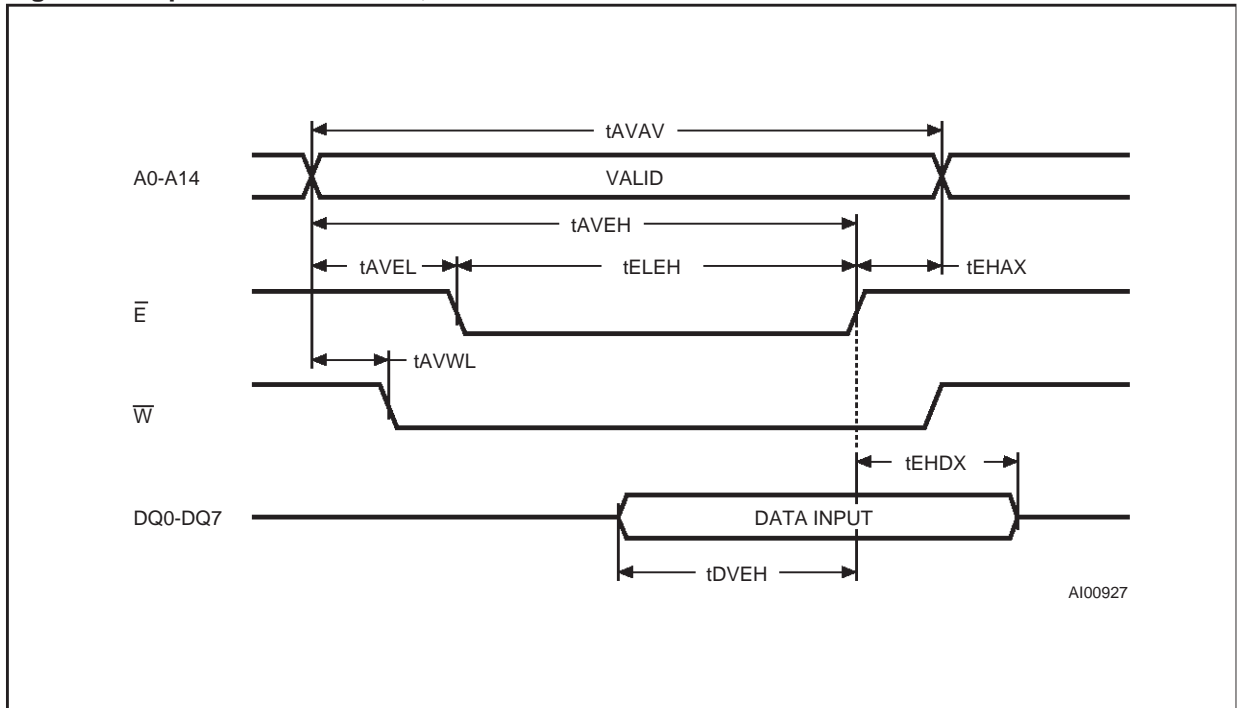 tAVAV
A0-A14
VALID
tAVEH
tAVEL
tELEH
tEHAX
E̅
tAVWL
W̅
tEHDX
DQ0-DQ7
DATA INPUT
tDVEH
AI00927